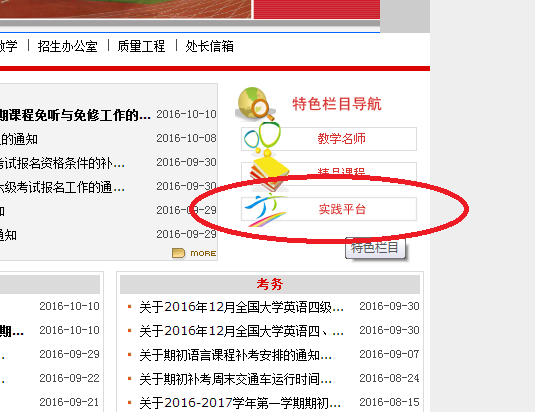 教学 | 招生办公室 | 质量工程 | 处长信箱
特色栏目导航
期课程免听与免修工作的... 2016-10-10
的通知 2016-10-08
考试报名资格条件的补... 2016-09-30
六级考试报名工作的通... 2016-09-30
知 2016-09-29
通知 2016-09-29
MORE
教学名师
精品课程
实践平台
特色栏目
2016-10-10
期... 2016-10-10
2016-09-29
2016-09-22
2016-09-21
考务
关于2016年12月全国大学英语四级... 2016-09-30
关于2016年12月全国大学英语四、... 2016-09-30
关于期初语言课程补考安排的通知... 2016-09-07
关于期初补考周末交通车运行时间... 2016-08-24
关于2016-2017学年第一学期期初... 2016-08-15